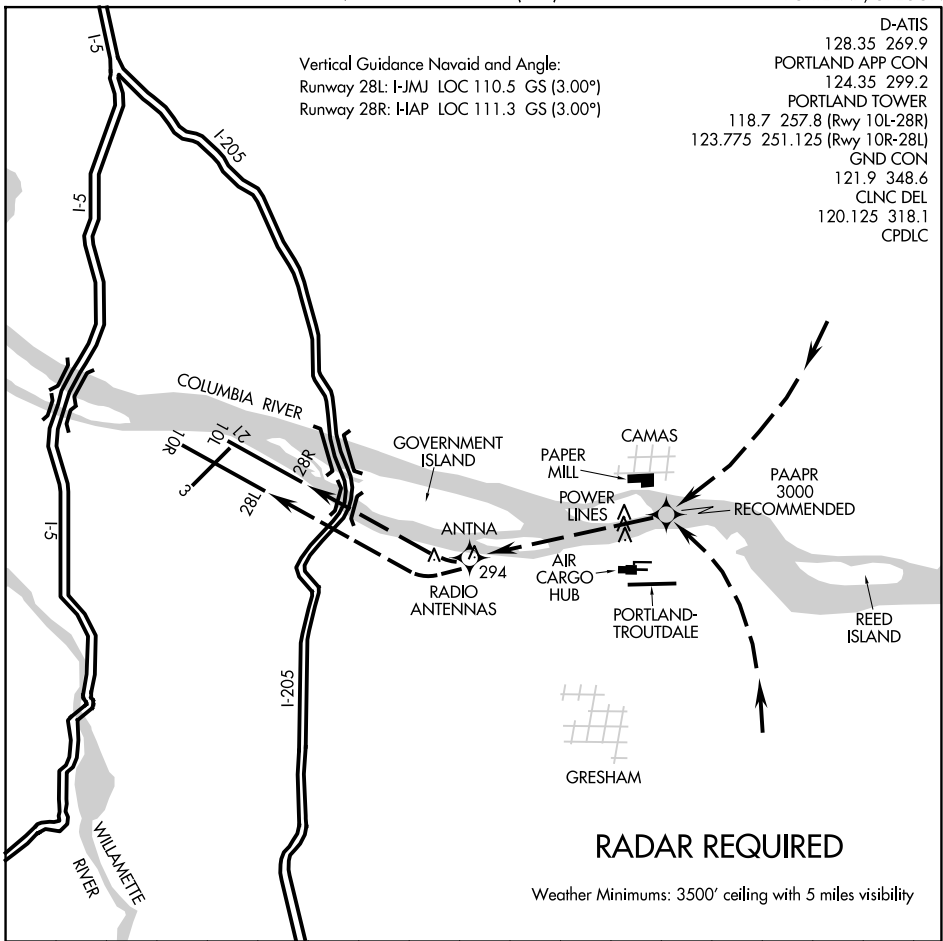 D-ATIS
128.35 269.9
PORTLAND APP CON
124.35 299.2
PORTLAND TOWER
118.7 257.8 (Rwy 10L-28R)
123.775 251.125 (Rwy 10R-28L)
GND CON
121.9 348.6
CLNC DEL
120.125 318.1
CPDLC
Vertical Guidance Navaid and Angle:
Runway 28L: I-JMJ LOC 110.5 GS (3.00°)
Runway 28R: I-IAP LOC 111.3 GS (3.00°)
I-5
I-205
I-5
COLUMBIA RIVER
10R
10L
21
3
28L
28R
GOVERNMENT
ISLAND
PAPER
MILL
CAMAS
POWER
LINES
PAAPR
3000
RECOMMENDED
ANTNA
294
RADIO
ANTENNAS
AIR
CARGO
HUB
PORTLAND-
TROUTDALE
REED
ISLAND
I-5
I-205
GRESHAM
WILLAMETTE
RIVER
RADAR REQUIRED
Weather Minimums: 3500' ceiling with 5 miles visibility